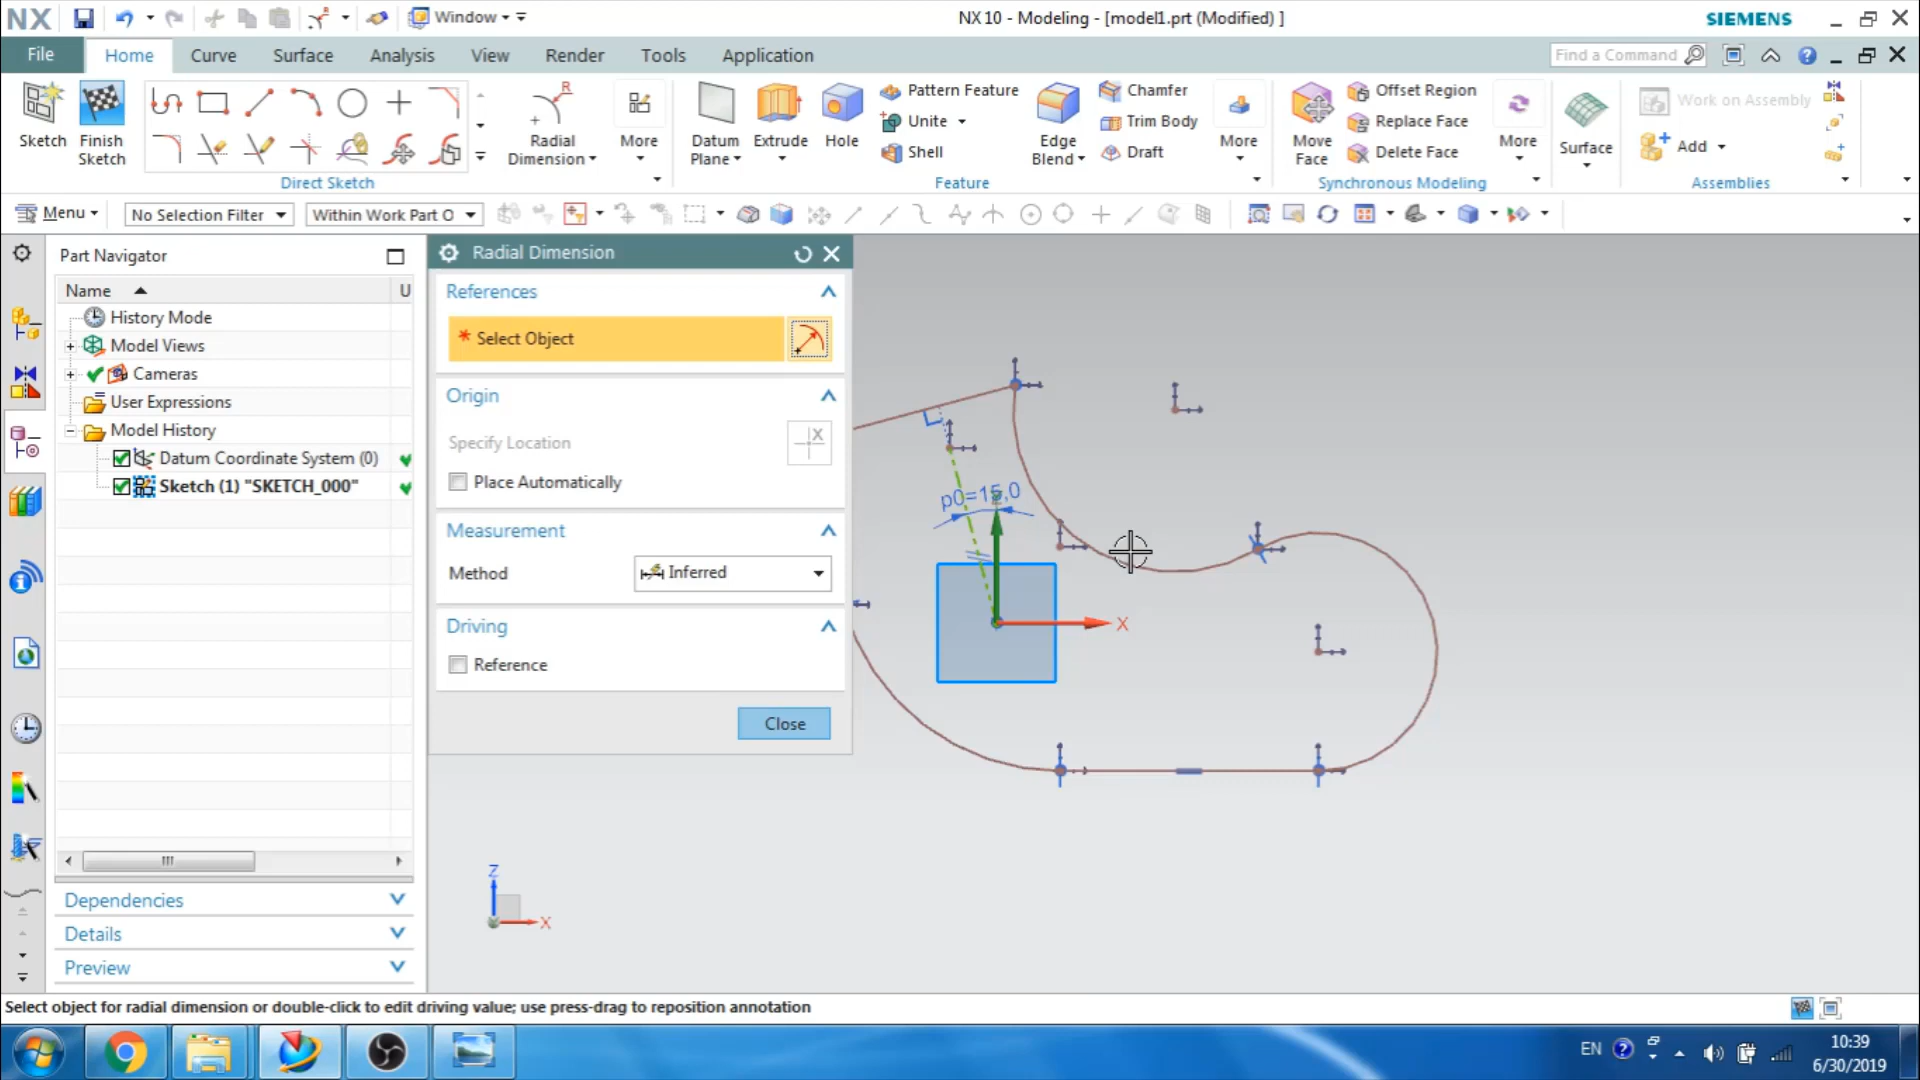 NX
Window
NX 10 - Modeling - [model1.prt (Modified) ]
SIEMENS
File
Home
Curve
Surface
Analysis
View
Render
Tools
Application
Find a Command
Sketch
Finish Sketch
Radial Dimension
More
Datum Plane
Extrude
Hole
Pattern Feature
Unite
Shell
Edge Blend
Chamfer
Trim Body
Draft
More
Move Face
Offset Region
Replace Face
Delete Face
More
Surface
Work on Assembly
Add
Direct Sketch
Feature
Synchronous Modeling
Assemblies
Menu
No Selection Filter
Within Work Part O
Part Navigator
Name
U
History Mode
Model Views
Cameras
User Expressions
Model History
Datum Coordinate System (0)
Sketch (1) "SKETCH_000"
Dependencies
Details
Preview
Radial Dimension
References
* Select Object
Origin
Specify Location
Place Automatically
Measurement
Method
Inferred
Driving
Reference
Close
p0=15,0
X
Z
X
Select object for radial dimension or double-click to edit driving value; use press-drag to reposition annotation
EN
10:39
6/30/2019